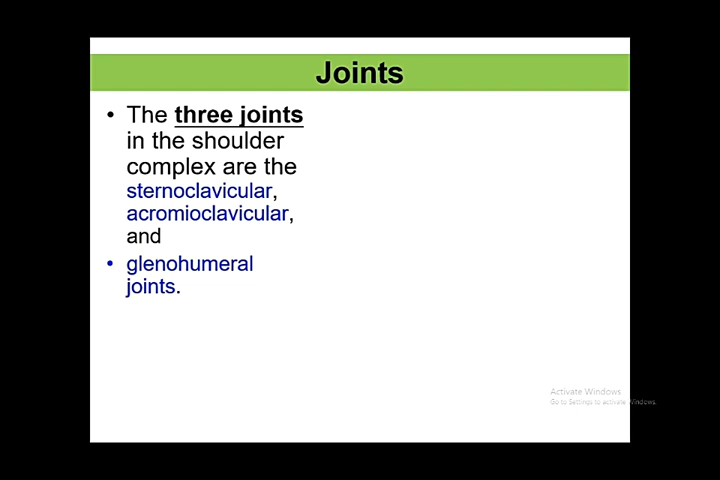 Joints
• The three joints
in the shoulder
complex are the
sternoclavicular,
acromioclavicular,
and
• glenohumeral
joints.
Activate Windows
Go to Settings to activate Windows.